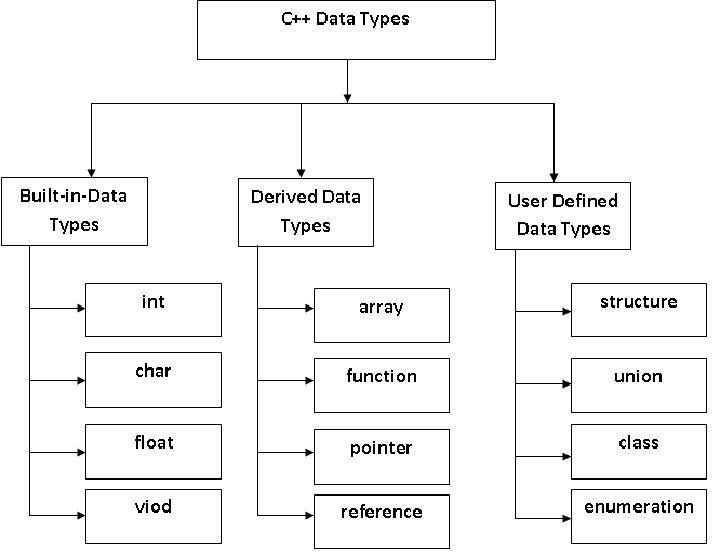 C++ Data Types
Built-in-Data
Types
Derived Data
Types
User Defined
Data Types
int
char
float
viod
array
function
pointer
reference
structure
union
class
enumeration